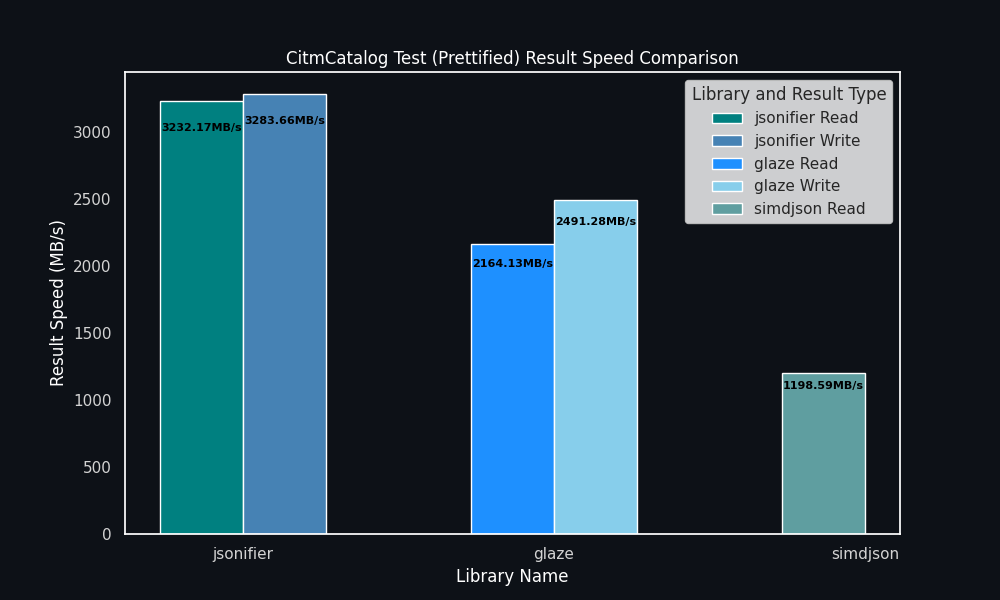 CitmCatalog Test (Prettified) Result Speed Comparison
Result Speed (MB/s)
3000
2500
2000
1500
1000
500
0
3232.17MB/s
3283.66MB/s
2164.13MB/s
2491.28MB/s
1198.59MB/s
Library and Result Type
jsonifier Read
jsonifier Write
glaze Read
glaze Write
simdjson Read
jsonifier
glaze
simdjson
Library Name